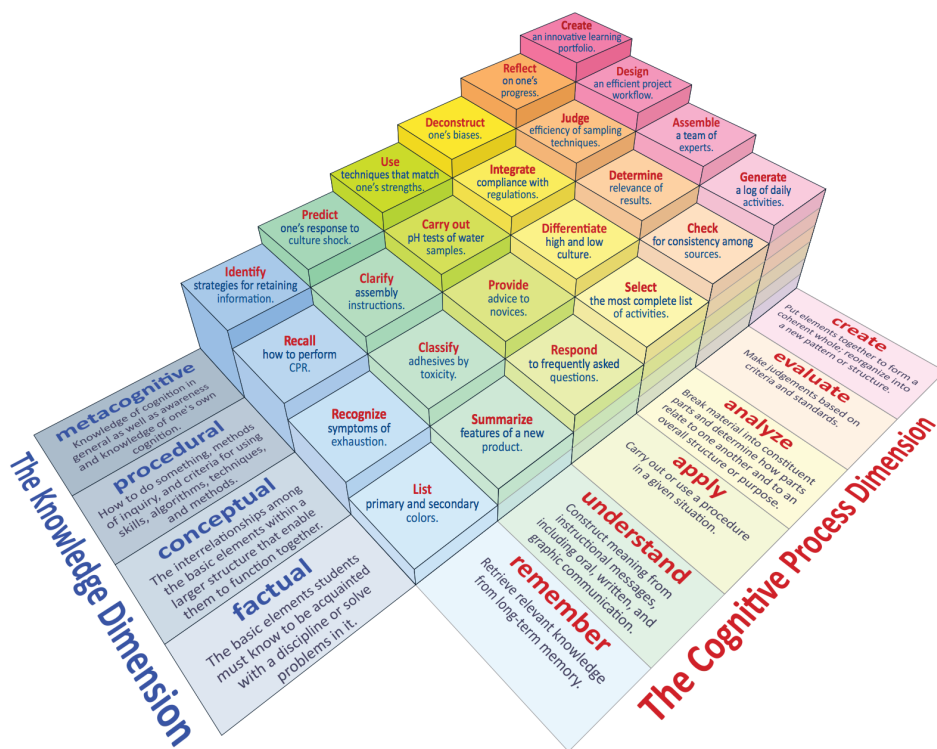 Create
an innovative learning
portfolio.
Reflect
on one's
progress.
Design
an efficient project
workflow.
Deconstruct
one's biases.
Judge
efficiency of sampling
techniques.
Assemble
a team of
experts.
Use
techniques that match
one's strengths.
Integrate
compliance with
regulations.
Determine
relevance of
results.
Generate
a log of daily
activities.
Predict
one's response to
culture shock.
Carry out
pH tests of water
samples.
Differentiate
high and low
culture.
Check
for consistency among
sources.
Identify
strategies for retaining
information.
Clarify
assembly
instructions.
Provide
advice to
novices.
Select
the most complete list
of activities.
Recall
how to perform
CPR.
Classify
adhesives by
toxicity.
Respond
to frequently asked
questions.
Recognize
symptoms of
exhaustion.
Summarize
features of a new
product.
List
primary and secondary
colors.
The Knowledge Dimension
metacognitive
Knowledge of cognition in
general as well as awareness
and knowledge of one's own
cognition.
procedural
How to do something, methods
of inquiry, and criteria for using
skills, algorithms, techniques,
and methods.
conceptual
The interrelationships among
the basic elements within a
larger structure that enable
them to function together.
factual
The basic elements students
must know to be acquainted
with a discipline or solve
problems in it.
The Cognitive Process Dimension
remember
Retrieve relevant knowledge
from long-term memory.
understand
Construct meaning from
instructional messages,
including oral, written, and
graphic communication.
apply
Carry out or use a procedure
in a given situation.
analyze
Break material into constituent
parts and determine how parts
relate to one another and to an
overall structure or purpose.
evaluate
Make judgements based on
criteria and standards.
create
Put elements together to form a
coherent whole; reorganize into
a new pattern or structure.